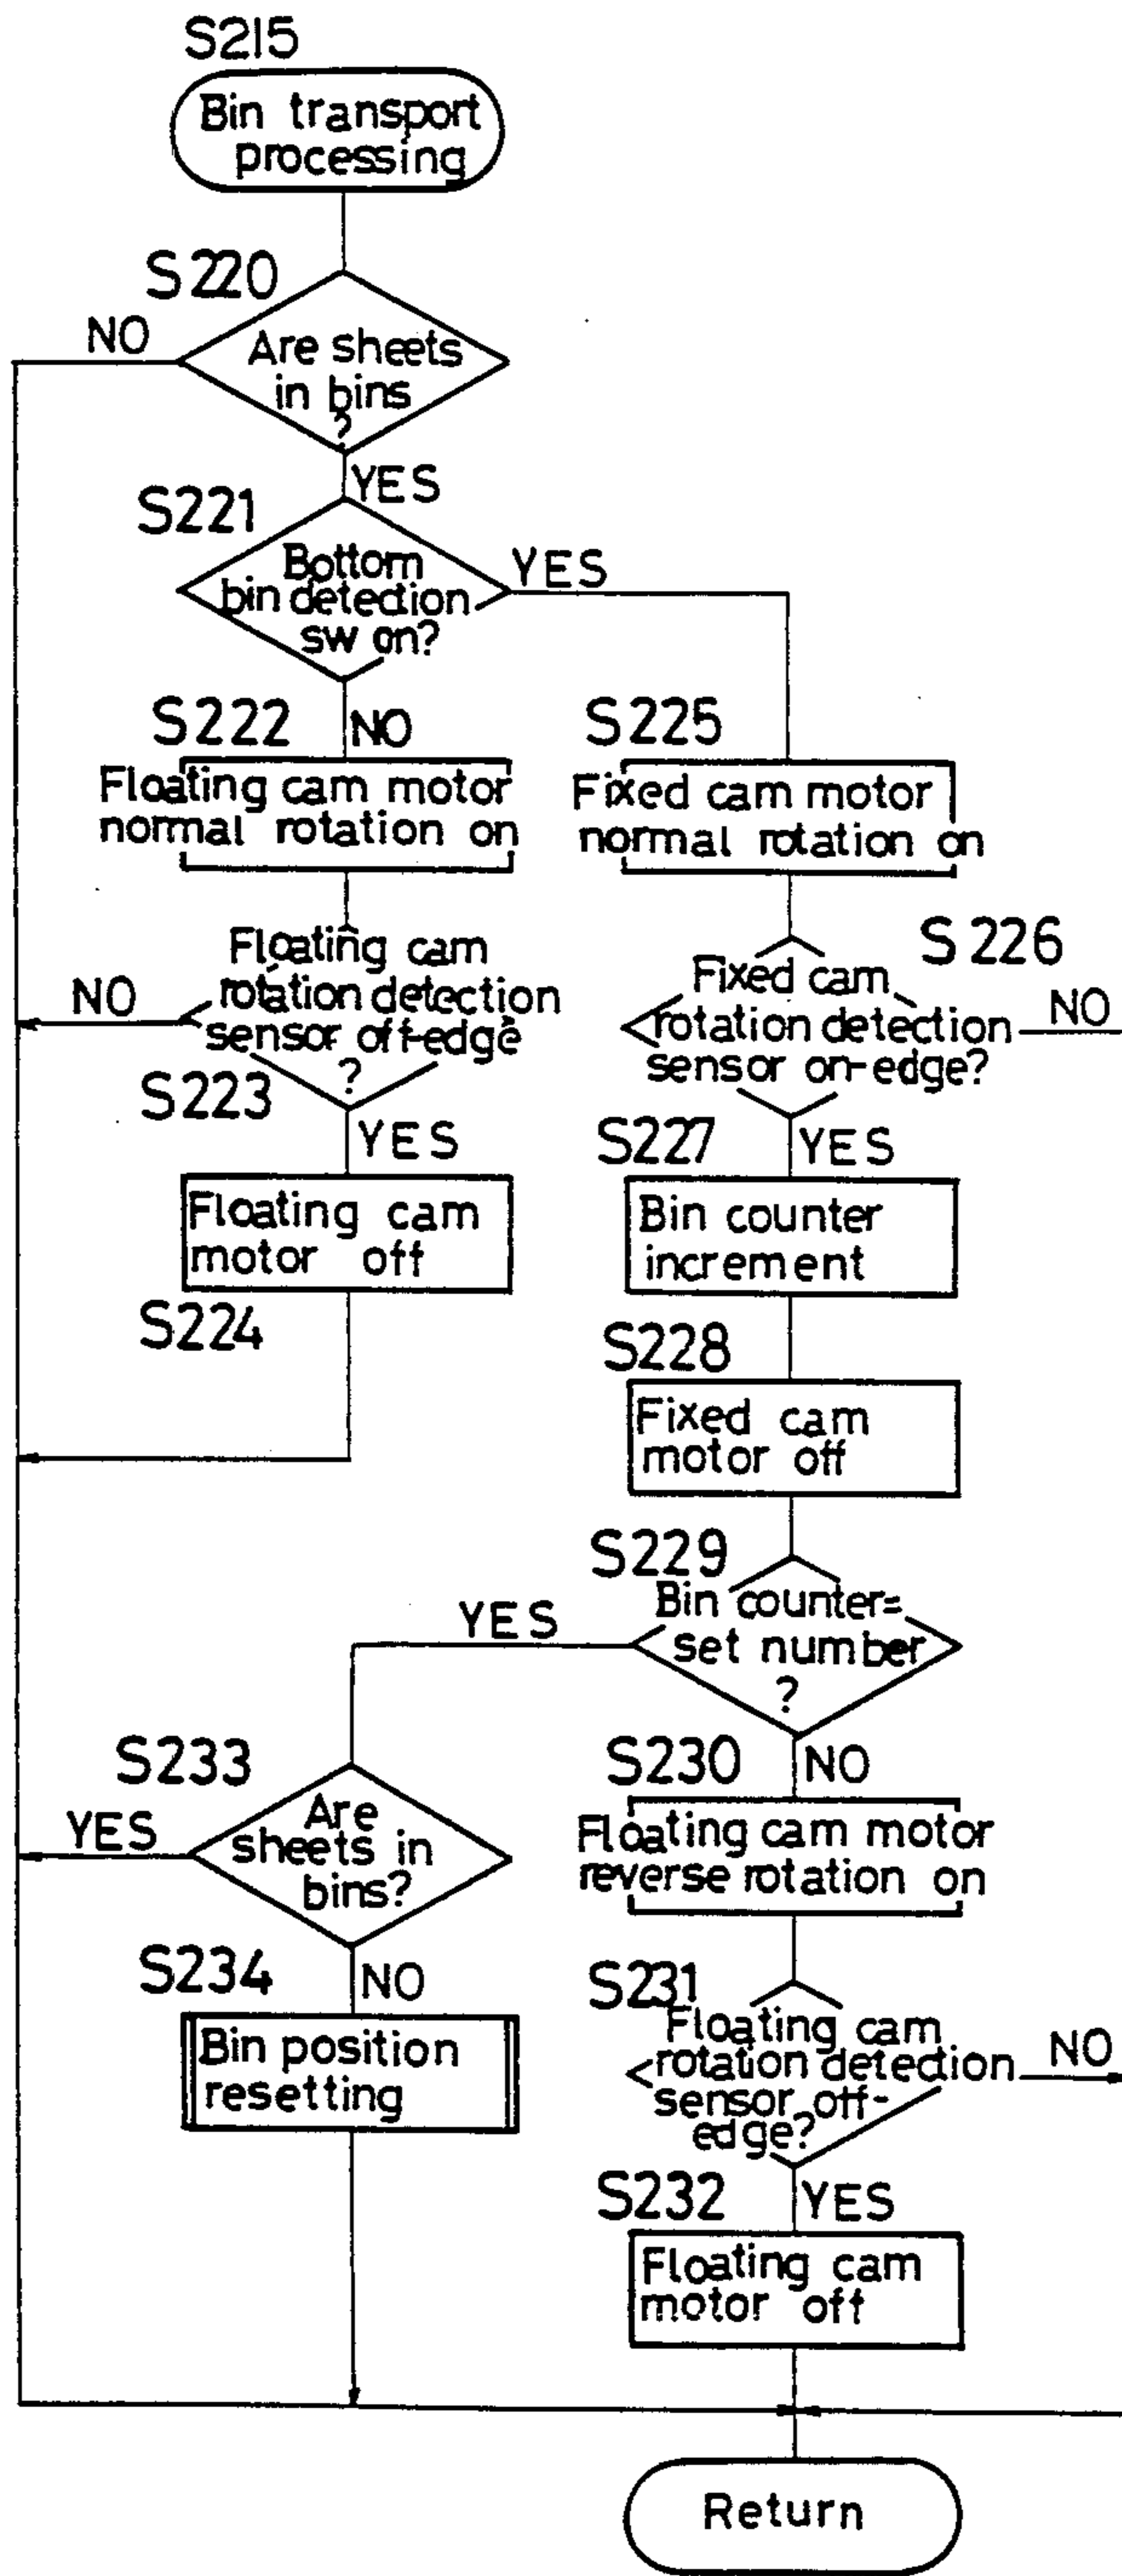 S215
Bin transport
processing
S220
NO
Are sheets
in bins
?
YES
S221
Bottom
bin detection
sw on?
YES
S222
NO
Floating cam motor
normal rotation on
S225
Fixed cam motor
normal rotation on
Floating cam
rotation detection
sensor off-edge
?
NO
S223
YES
S226
Fixed cam
rotation detection
sensor on-edge?
NO
S227
YES
Floating cam
motor off
S224
Bin counter
increment
S228
Fixed cam
motor off
S229
Bin counter=
set number
?
YES
S233
Are
sheets in
bins?
YES
S230
NO
Floating cam motor
reverse rotation on
S234
NO
Bin position
resetting
S231
Floating cam
rotation detection
sensor off-
edge?
NO
S232
YES
Floating cam
motor off
Return